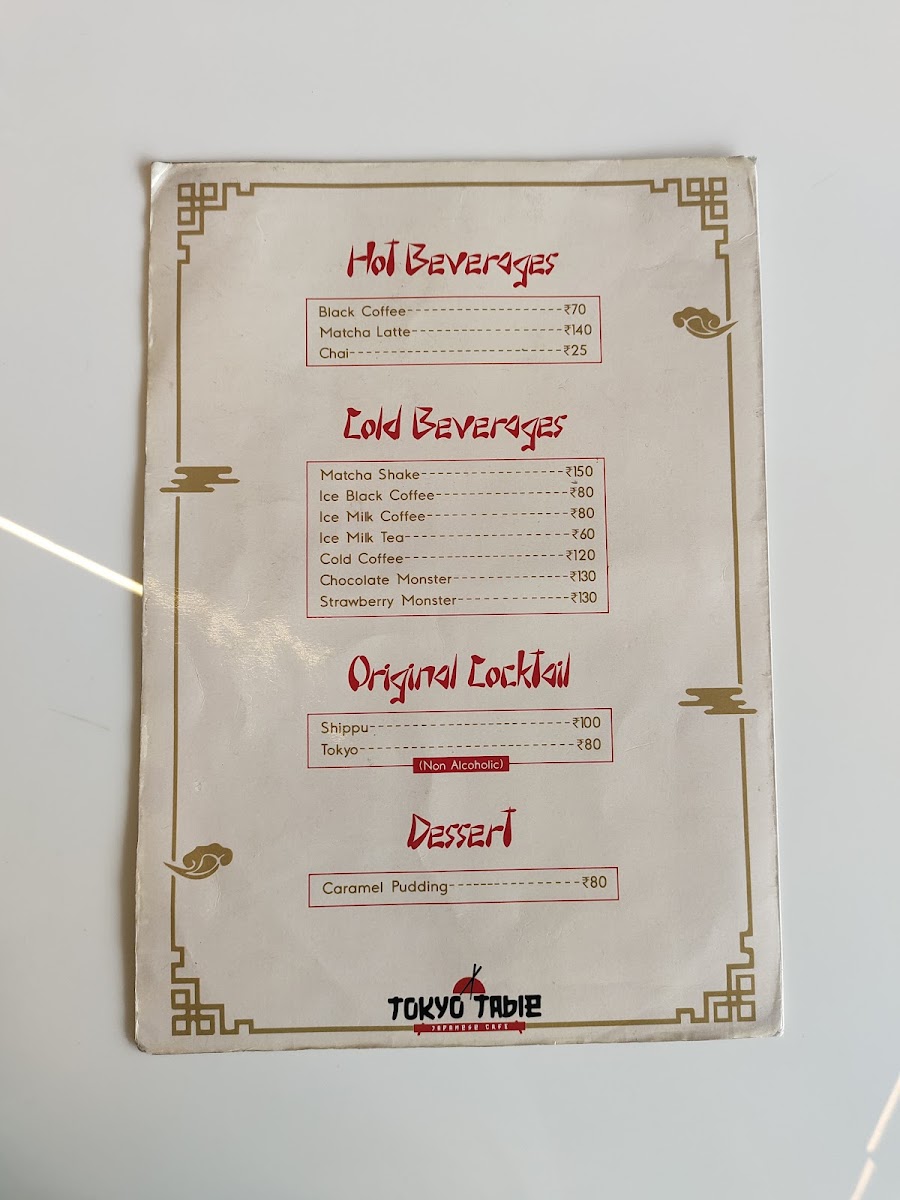 Hot Beverages
Black Coffee---------------------₹70
Matcha Latte---------------------₹140
Chai-----------------------------₹25
Cold Beverages
Matcha Shake-------------------₹150
Ice Black Coffee-----------------₹80
Ice Milk Coffee-------------------₹80
Ice Milk Tea----------------------₹60
Cold Coffee----------------------₹120
Chocolate Monster---------------₹130
Strawberry Monster--------------₹130
Original Cocktail
Shippu---------------------------₹100
Tokyo----------------------------₹80
(Non Alcoholic)
Dessert
Caramel Pudding-----------------₹80
TOKYO TABLE
JAPANESE CAFE